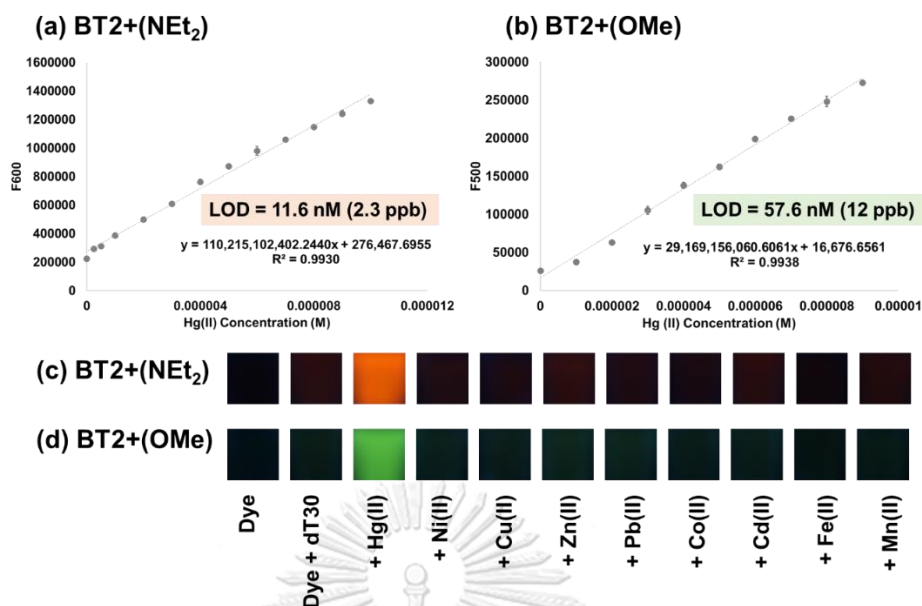 (a) BT2+(NEt₂)
1600000
1400000
1200000
1000000
800000
600000
400000
200000
0
F600
LOD = 11.6 nM (2.3 ppb)
y = 110,215,102,402.2440x + 276,467.6955
R² = 0.9930
0
0.000004
0.000008
0.000012
Hg(II) Concentration (M)
(b) BT2+(OMe)
300000
250000
200000
150000
100000
50000
0
F500
LOD = 57.6 nM (12 ppb)
y = 29,169,156,060.6061x + 16,676.6561
R² = 0.9938
0
0.000002
0.000004
0.000006
0.000008
0.00001
Hg (II) Concentration (M)
(c) BT2+(NEt₂)
(d) BT2+(OMe)
Dye
Dye + dT30
+ Hg(II)
+ Ni(II)
+ Cu(II)
+ Zn(II)
+ Pb(II)
+ Co(II)
+ Cd(II)
+ Fe(II)
+ Mn(II)